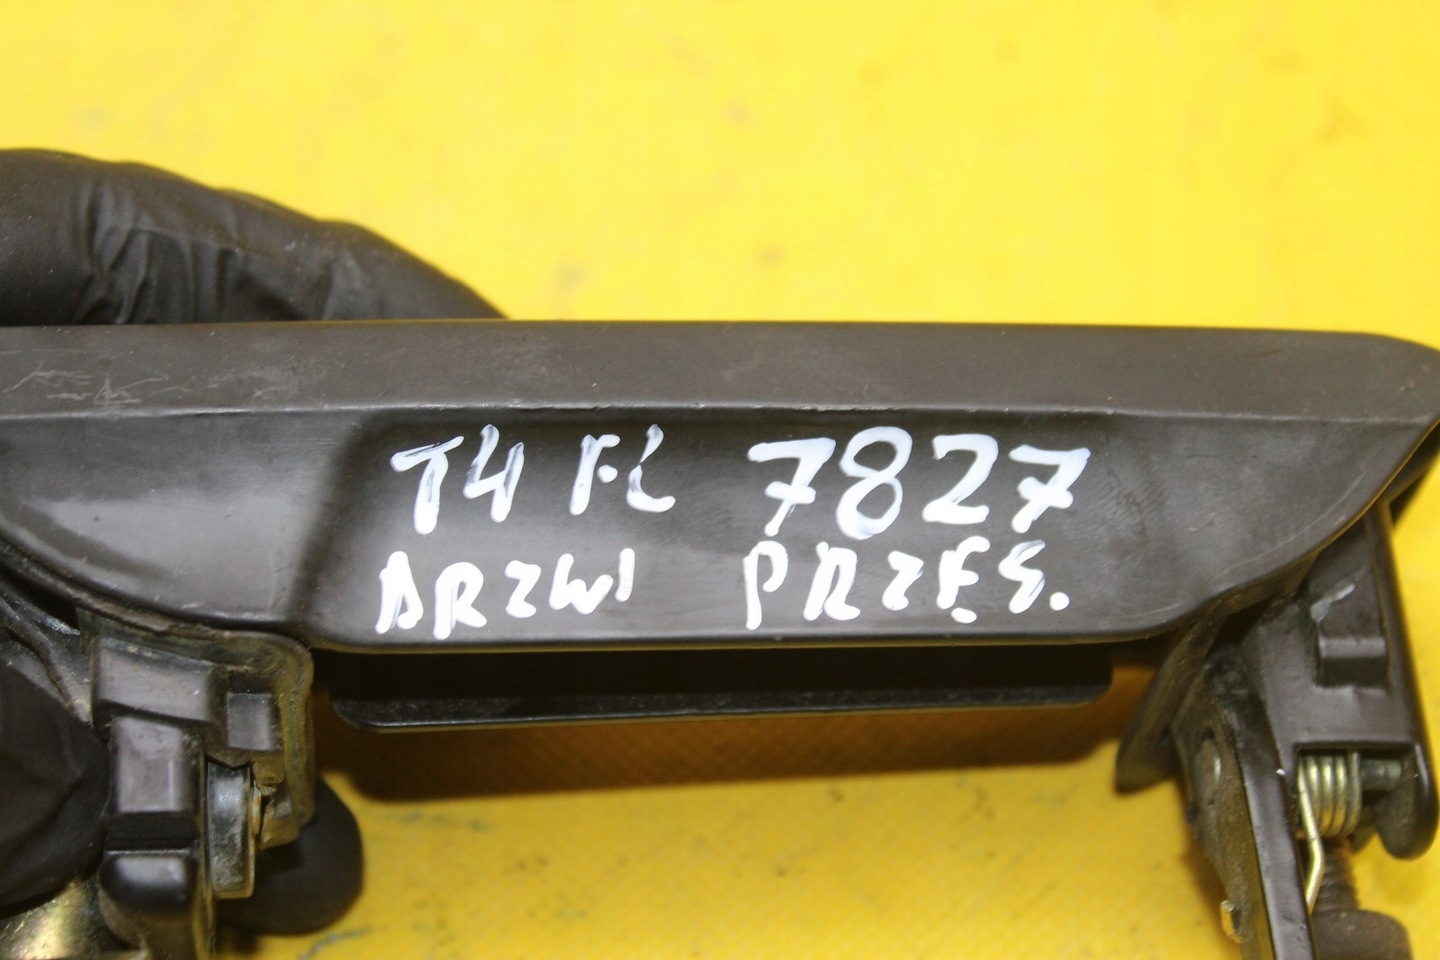 T4 FL 7827
DRZWI PRZES.